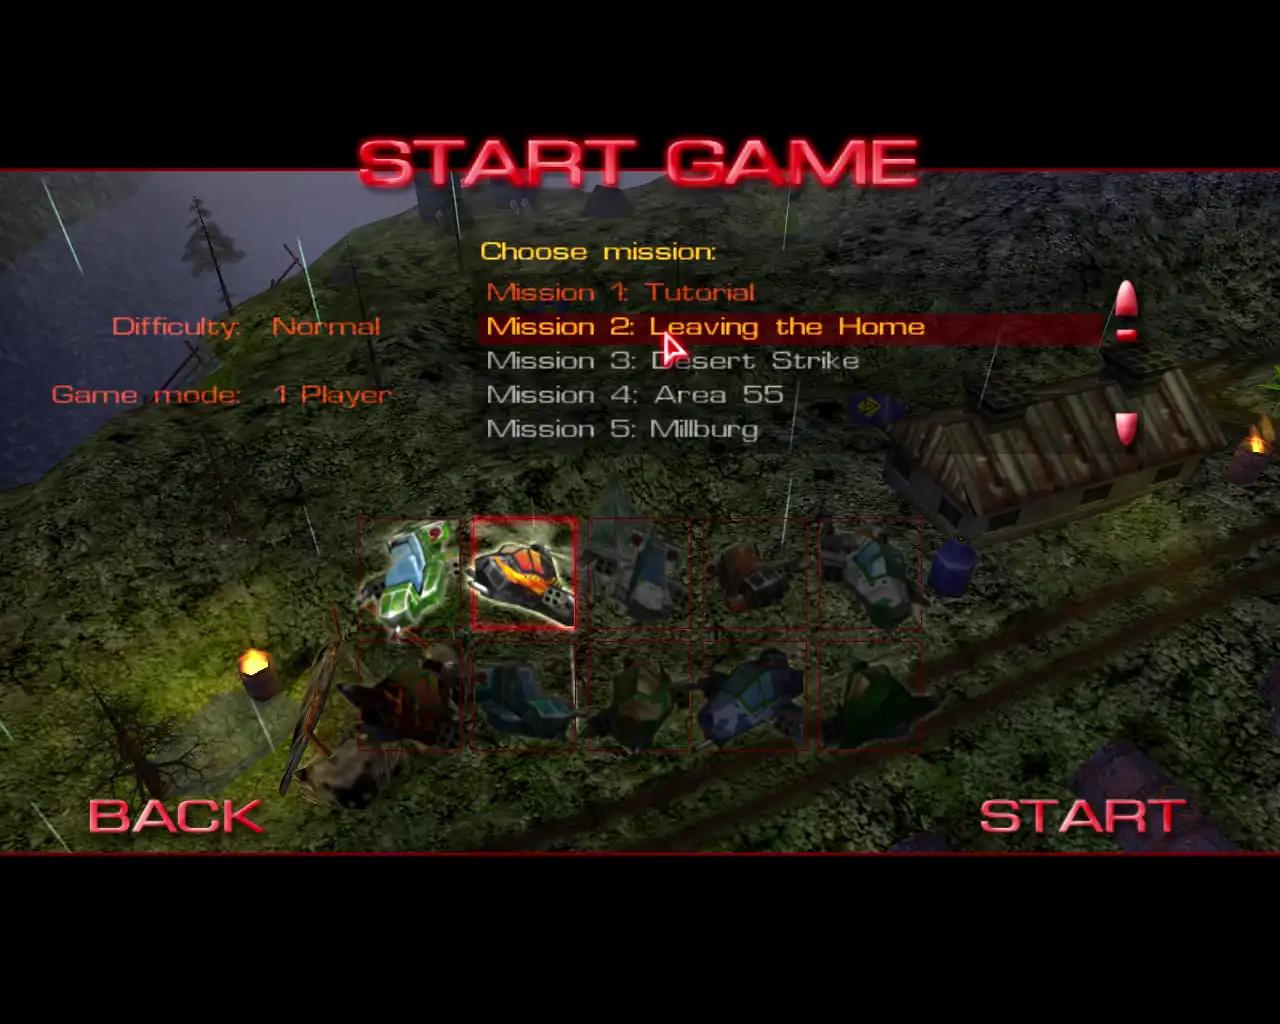 START GAME
Choose mission:
Mission 1: Tutorial
Difficulty: Normal
Mission 2: Leaving the Home
Mission 3: Desert Strike
Game mode: 1 Player
Mission 4: Area 55
Mission 5: Millburg
BACK
START